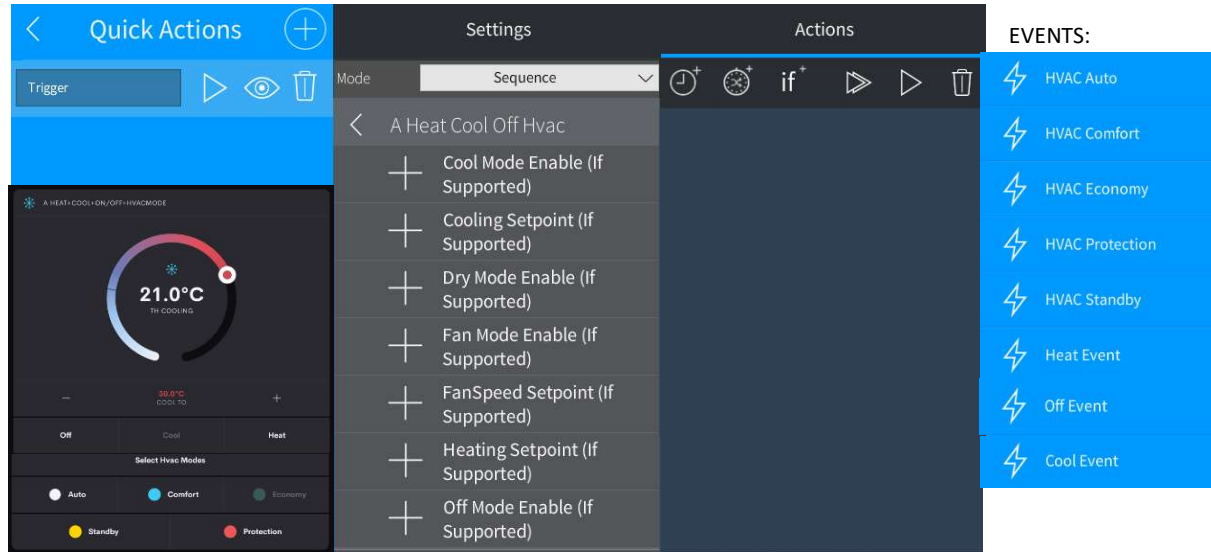 Quick Actions
Trigger
A HEAT+COOL+ON/OFF+HVACMODE
21.0°C
TH COOLING
−
30.0°C
COOL TO
+
Off
Cool
Heat
Select Hvac Modes
Auto
Comfort
Economy
Standby
Protection
Settings
Mode
Sequence
A Heat Cool Off Hvac
Cool Mode Enable (If
Supported)
Cooling Setpoint (If
Supported)
Dry Mode Enable (If
Supported)
Fan Mode Enable (If
Supported)
FanSpeed Setpoint (If
Supported)
Heating Setpoint (If
Supported)
Off Mode Enable (If
Supported)
Actions
if+
EVENTS:
HVAC Auto
HVAC Comfort
HVAC Economy
HVAC Protection
HVAC Standby
Heat Event
Off Event
Cool Event